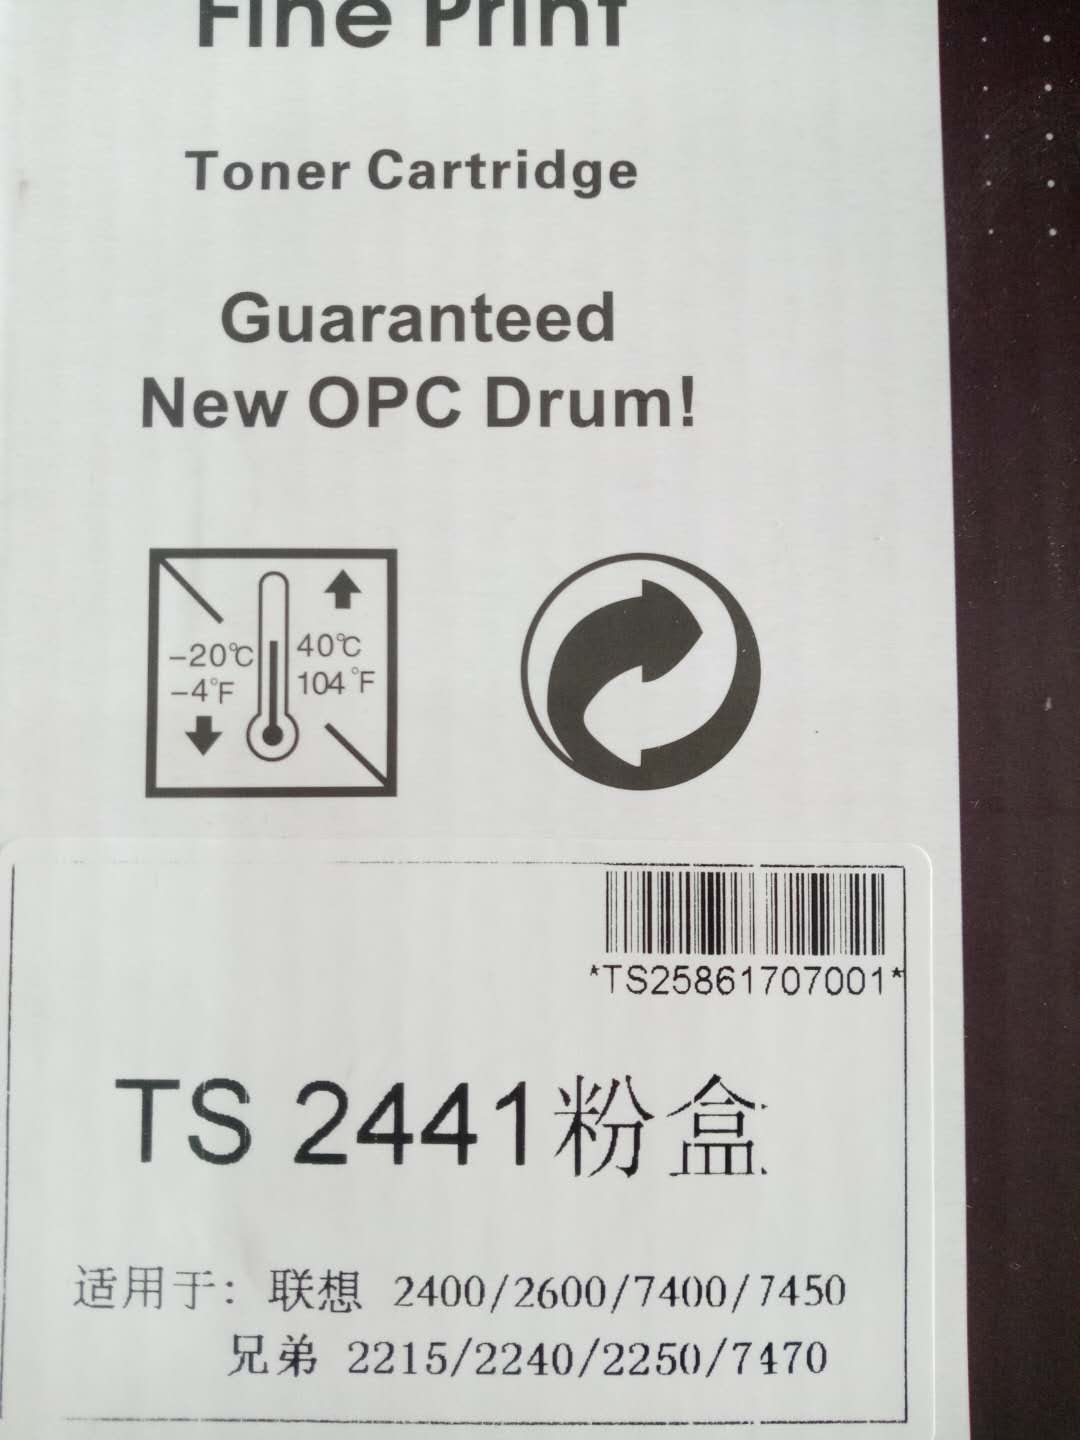 Fine Print
Toner Cartridge
Guaranteed
New OPC Drum!
-20℃
-4°F
40℃
104°F
*TS25861707001*
TS 2441粉盒
适用于: 联想 2400/2600/7400/7450
兄弟 2215/2240/2250/7470